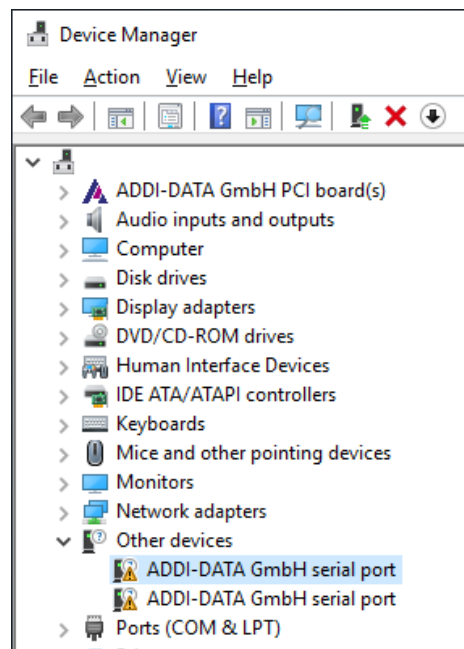 Device Manager
File Action View Help
ADDI-DATA GmbH PCI board(s)
Audio inputs and outputs
Computer
Disk drives
Display adapters
DVD/CD-ROM drives
Human Interface Devices
IDE ATA/ATAPI controllers
Keyboards
Mice and other pointing devices
Monitors
Network adapters
Other devices
ADDI-DATA GmbH serial port
ADDI-DATA GmbH serial port
Ports (COM & LPT)